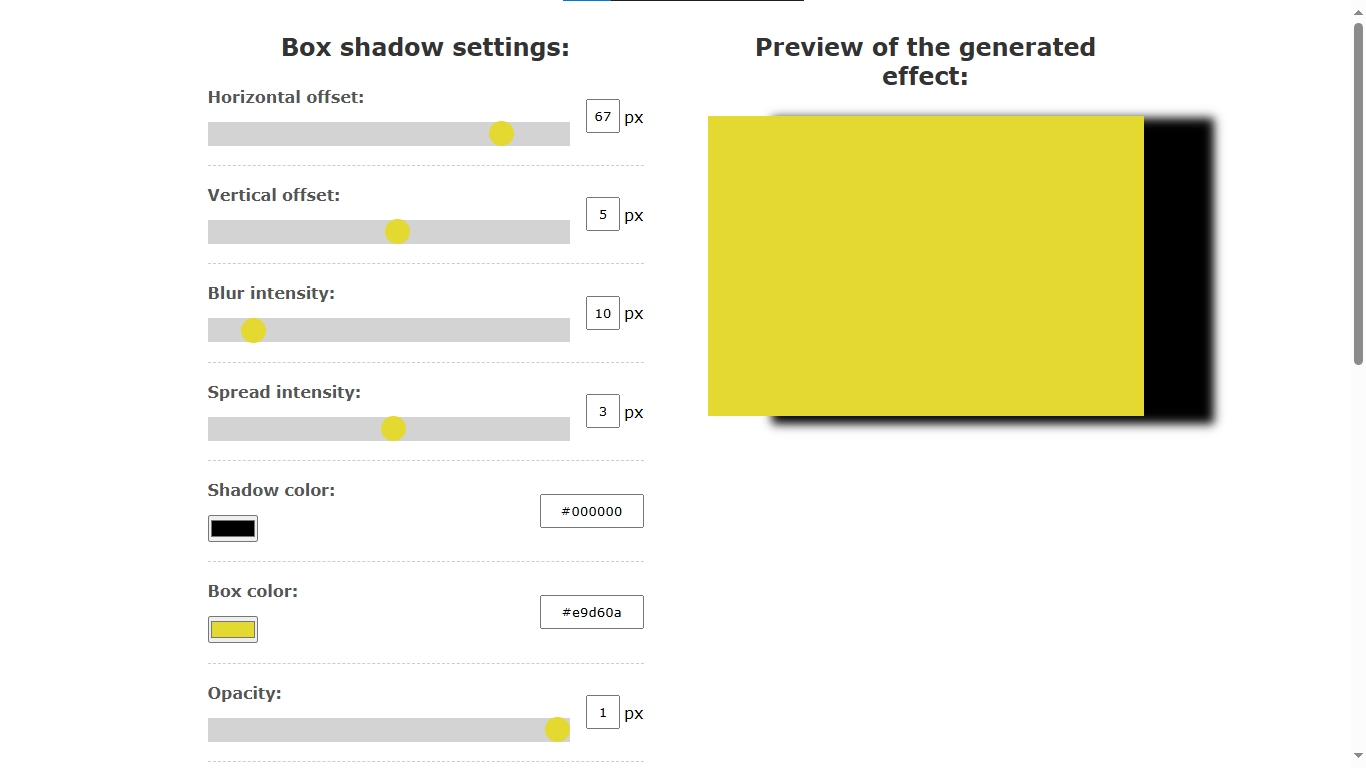 Box shadow settings:
Horizontal offset:
67 px
Vertical offset:
5 px
Blur intensity:
10 px
Spread intensity:
3 px
Shadow color:
#000000
Box color:
#e9d60a
Opacity:
1 px
Preview of the generated
effect: